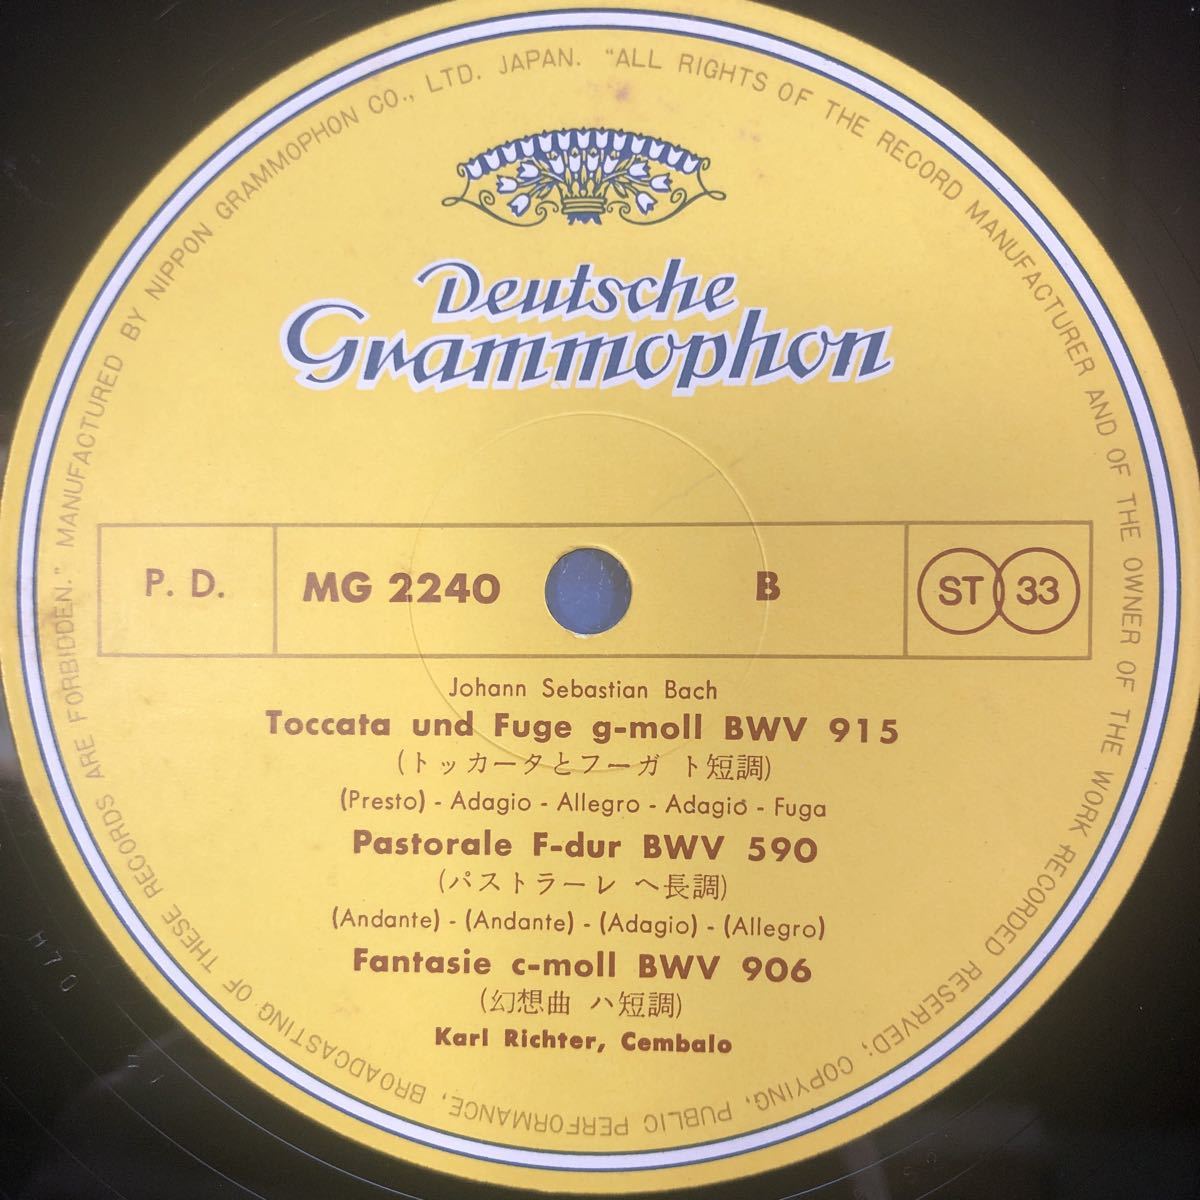 Deutsche
Grammophon
P. D.
MG 2240
B
ST 33
Johann Sebastian Bach
Toccata und Fuge g-moll BWV 915
(トッカータとフーガ ト短調)
(Presto) - Adagio - Allegro - Adagio - Fuga
Pastorale F-dur BWV 590
(パストラーレ ヘ長調)
(Andante) - (Andante) - (Adagio) - (Allegro)
Fantasie c-moll BWV 906
(幻想曲 ハ短調)
Karl Richter, Cembalo
MANUFACTURED BY NIPPON GRAMMOPHON CO., LTD. JAPAN. "ALL RIGHTS OF THE RECORD MANUFACTURER AND OF THE OWNER OF THE WORK RECORDED RESERVED; COPYING, PUBLIC PERFORMANCE, BROADCASTING OF THESE RECORDS ARE FORBIDDEN."